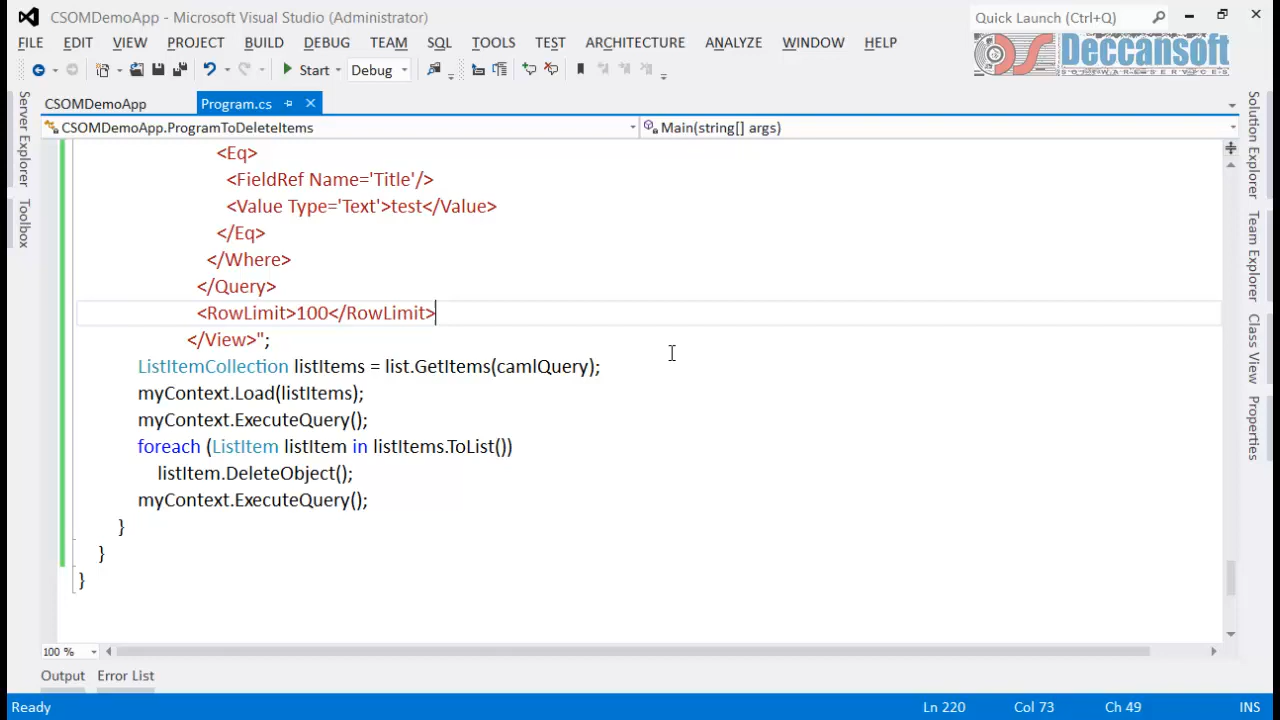 CSOMDemoApp - Microsoft Visual Studio (Administrator)
Quick Launch (Ctrl+Q)
FILE EDIT VIEW PROJECT BUILD DEBUG TEAM SQL TOOLS TEST ARCHITECTURE ANALYZE WINDOW HELP
Deccansoft
SOFTWARE SERVICES
Start Debug
CSOMDemoApp Program.cs
CSOMDemoApp.ProgramToDeleteItems Main(string[] args)
<Eq>
<FieldRef Name='Title'/>
<Value Type='Text'>test</Value>
</Eq>
</Where>
</Query>
<RowLimit>100</RowLimit>
</View>";
ListItemCollection listItems = list.GetItems(camlQuery);
myContext.Load(listItems);
myContext.ExecuteQuery();
foreach (ListItem listItem in listItems.ToList())
listItem.DeleteObject();
myContext.ExecuteQuery();
}
}
}
Server Explorer
Toolbox
Solution Explorer
Team Explorer
Class View
Properties
100 %
Output Error List
Ready Ln 220 Col 73 Ch 49 INS